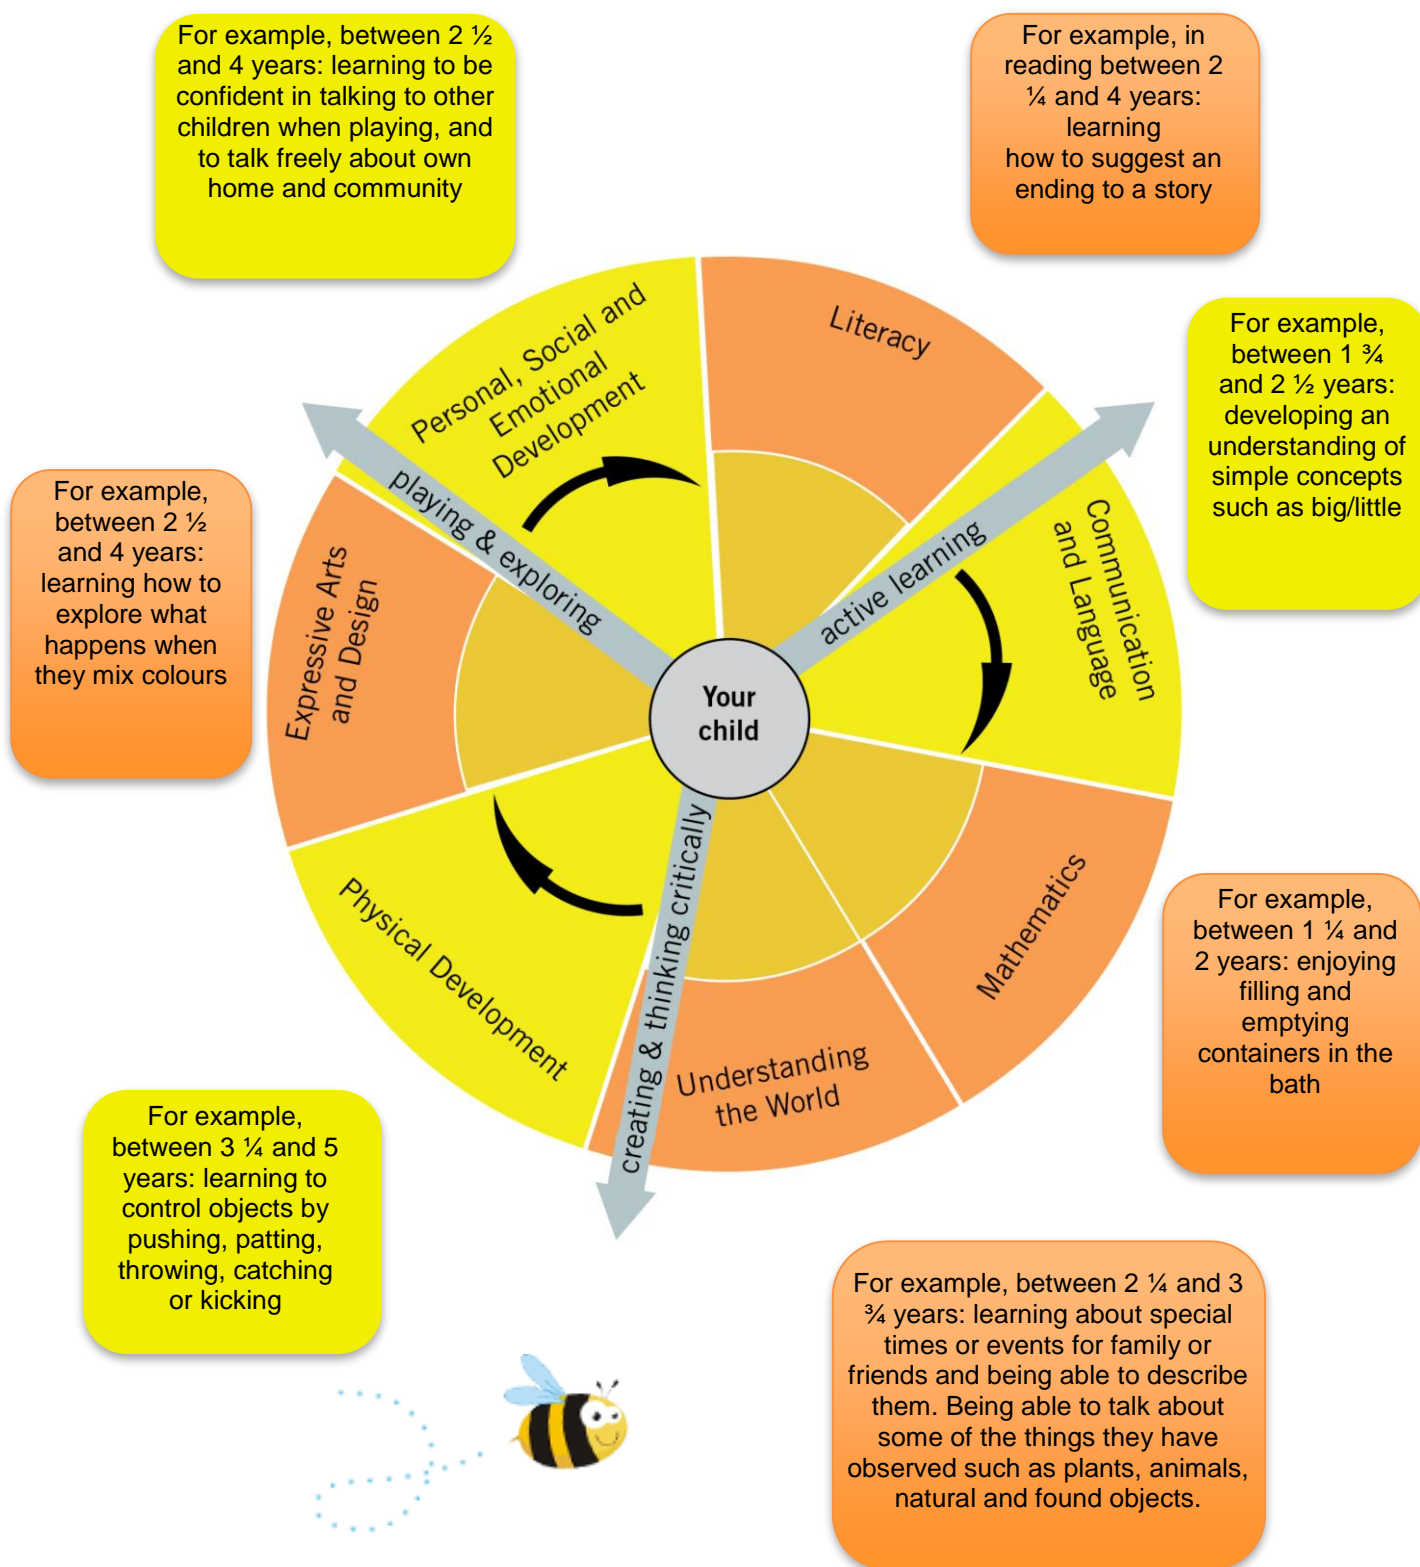 For example, between 2 ½
and 4 years: learning to be
confident in talking to other
children when playing, and
to talk freely about own
home and community
For example, in
reading between 2
¼ and 4 years:
learning
how to suggest an
ending to a story
For example,
between 1 ¾
and 2 ½ years:
developing an
understanding of
simple concepts
such as big/little
For example,
between 2 ½
and 4 years:
learning how to
explore what
happens when
they mix colours
Personal, Social and
Emotional
Development
Literacy
Communication
and Language
Expressive Arts
and Design
playing & exploring
active learning
Your
child
creating & thinking critically
Physical Development
Mathematics
Understanding
the World
For example,
between 1 ¼ and
2 years: enjoying
filling and
emptying
containers in the
bath
For example,
between 3 ¼ and 5
years: learning to
control objects by
pushing, patting,
throwing, catching
or kicking
For example, between 2 ¼ and 3
¾ years: learning about special
times or events for family or
friends and being able to describe
them. Being able to talk about
some of the things they have
observed such as plants, animals,
natural and found objects.